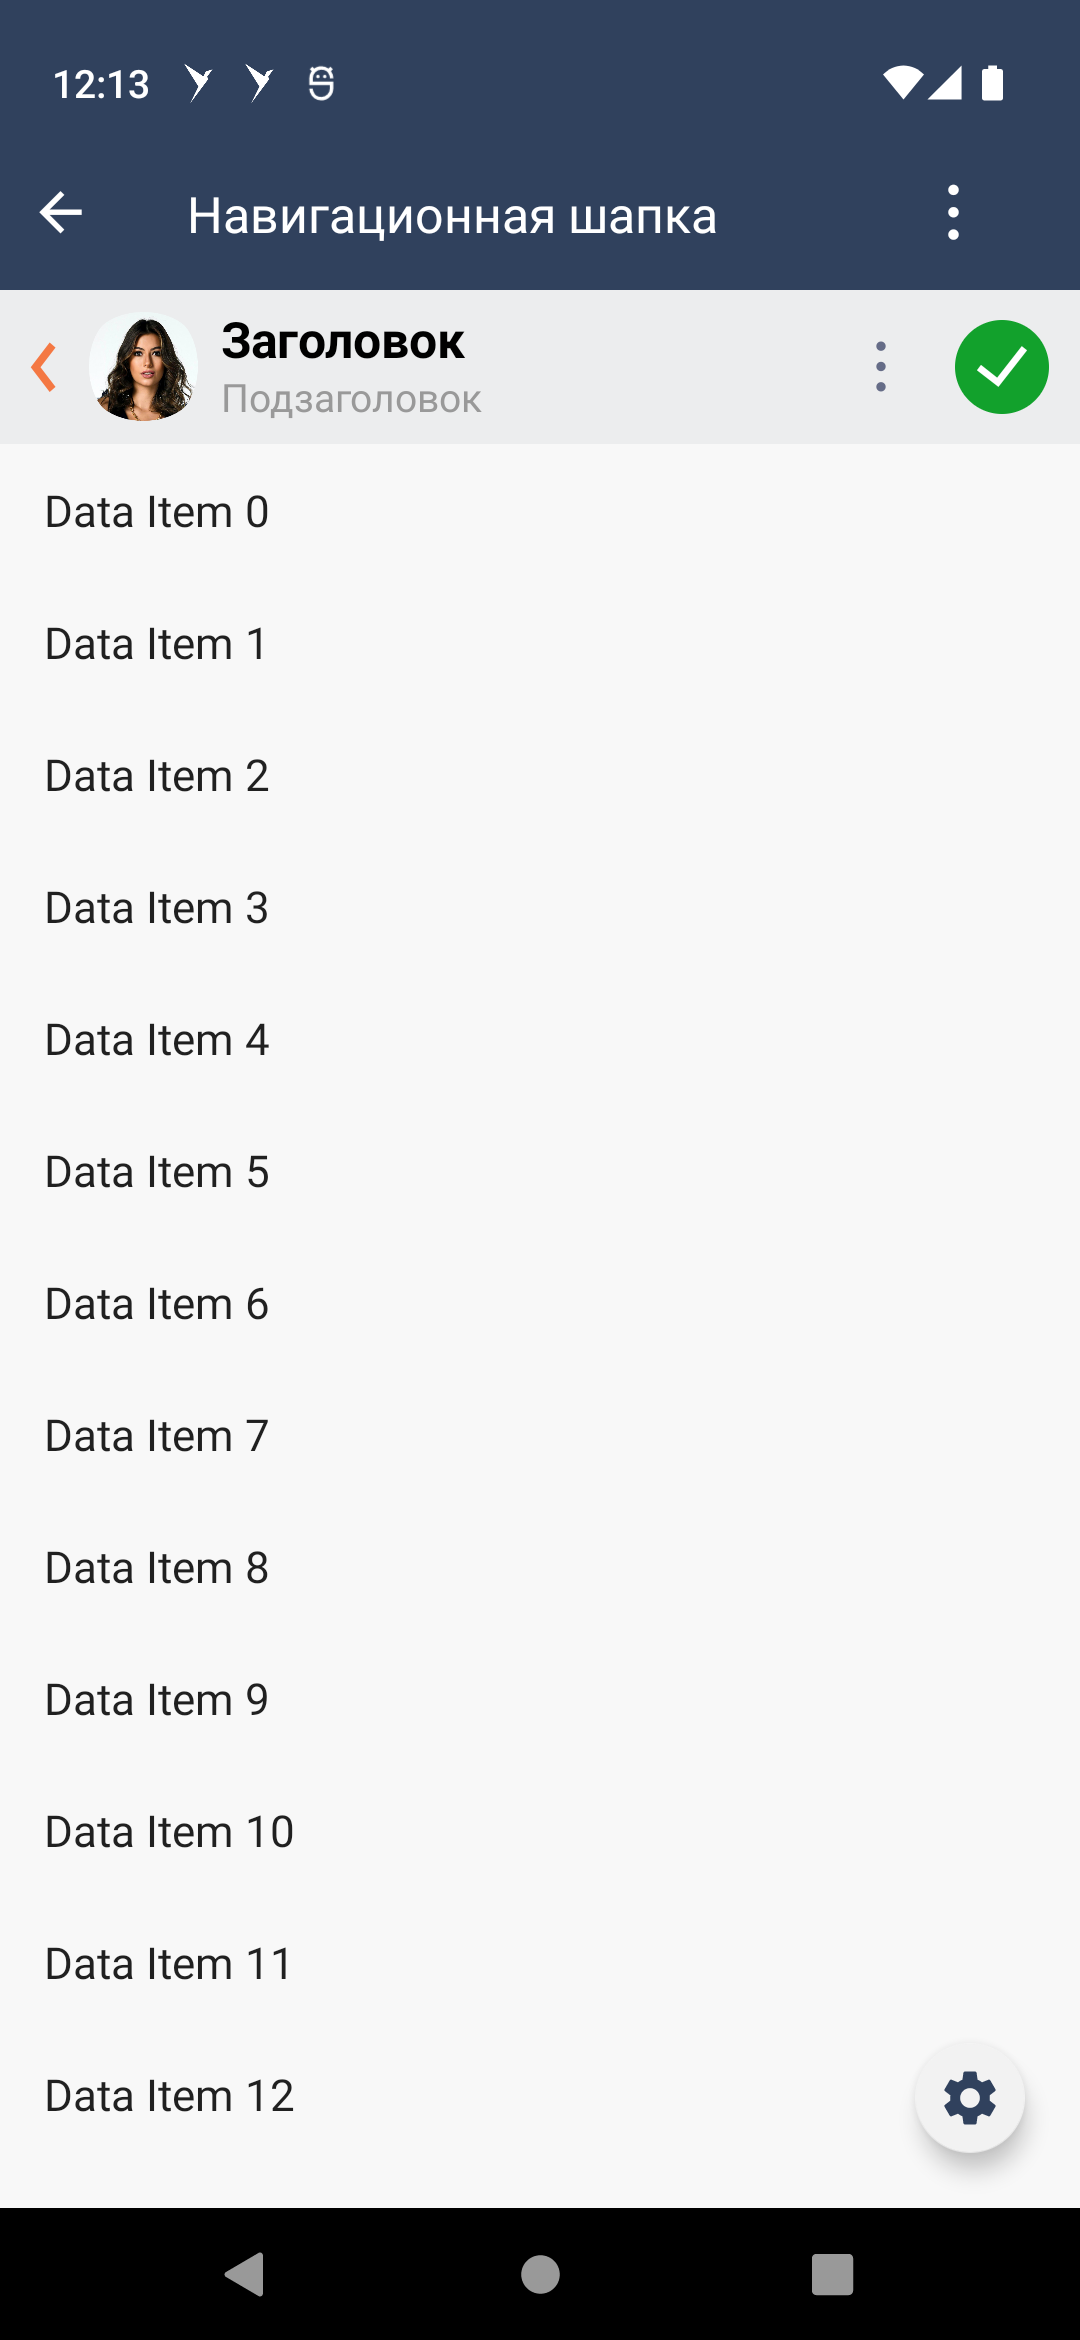 12:13
Навигационная шапка
Заголовок
Подзаголовок
Data Item 0
Data Item 1
Data Item 2
Data Item 3
Data Item 4
Data Item 5
Data Item 6
Data Item 7
Data Item 8
Data Item 9
Data Item 10
Data Item 11
Data Item 12